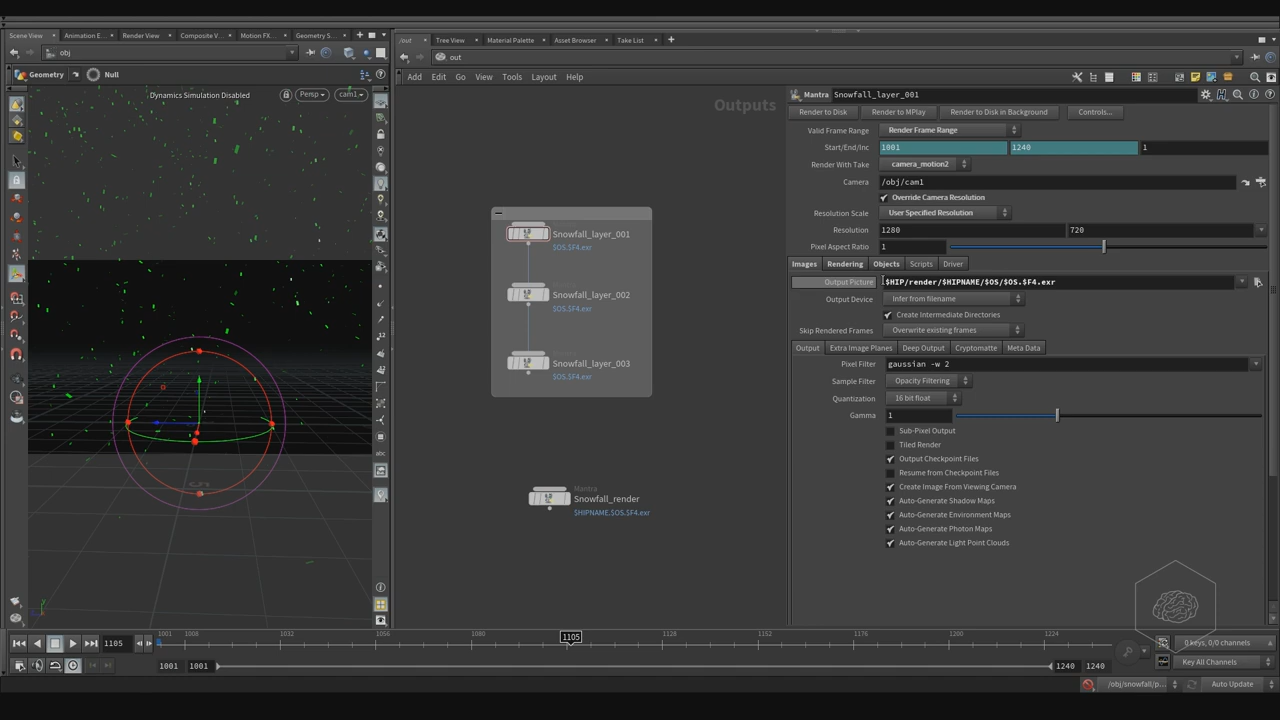 Scene View
Animation E...
Render View
Composite V...
Motion FX...
Geometry S...
obj
Geometry
Null
Dynamics Simulation Disabled
Persp
cam1
/out
Tree View
Material Palette
Asset Browser
Take List
out
Add
Edit
Go
View
Tools
Layout
Help
Outputs
Snowfall_layer_001
$OS.$F4.exr
Snowfall_layer_002
$OS.$F4.exr
Snowfall_layer_003
$OS.$F4.exr
Mantra
Snowfall_render
$HIPNAME.$OS.$F4.exr
Mantra
Snowfall_layer_001
Render to Disk
Render to MPlay
Render to Disk in Background
Controls...
Valid Frame Range
Render Frame Range
Start/End/Inc
1001
1240
1
Render With Take
camera_motion2
Camera
/obj/cam1
Override Camera Resolution
Resolution Scale
User Specified Resolution
Resolution
1280
720
Pixel Aspect Ratio
1
Images
Rendering
Objects
Scripts
Driver
Output Picture
$HIP/render/$HIPNAME/$OS/$OS.$F4.exr
Output Device
Infer from filename
Create Intermediate Directories
Skip Rendered Frames
Overwrite existing frames
Output
Extra Image Planes
Deep Output
Cryptomatte
Meta Data
Pixel Filter
gaussian -w 2
Sample Filter
Opacity Filtering
Quantization
16 bit float
Gamma
1
Sub-Pixel Output
Tiled Render
Output Checkpoint Files
Resume from Checkpoint Files
Create Image From Viewing Camera
Auto-Generate Shadow Maps
Auto-Generate Environment Maps
Auto-Generate Photon Maps
Auto-Generate Light Point Clouds
abc
1105
1001
1008
1032
1056
1080
1105
1128
1152
1176
1200
1224
0 keys, 0/0 channels
1001
1001
1240
1240
Key All Channels
/obj/snowfall/p...
Auto Update